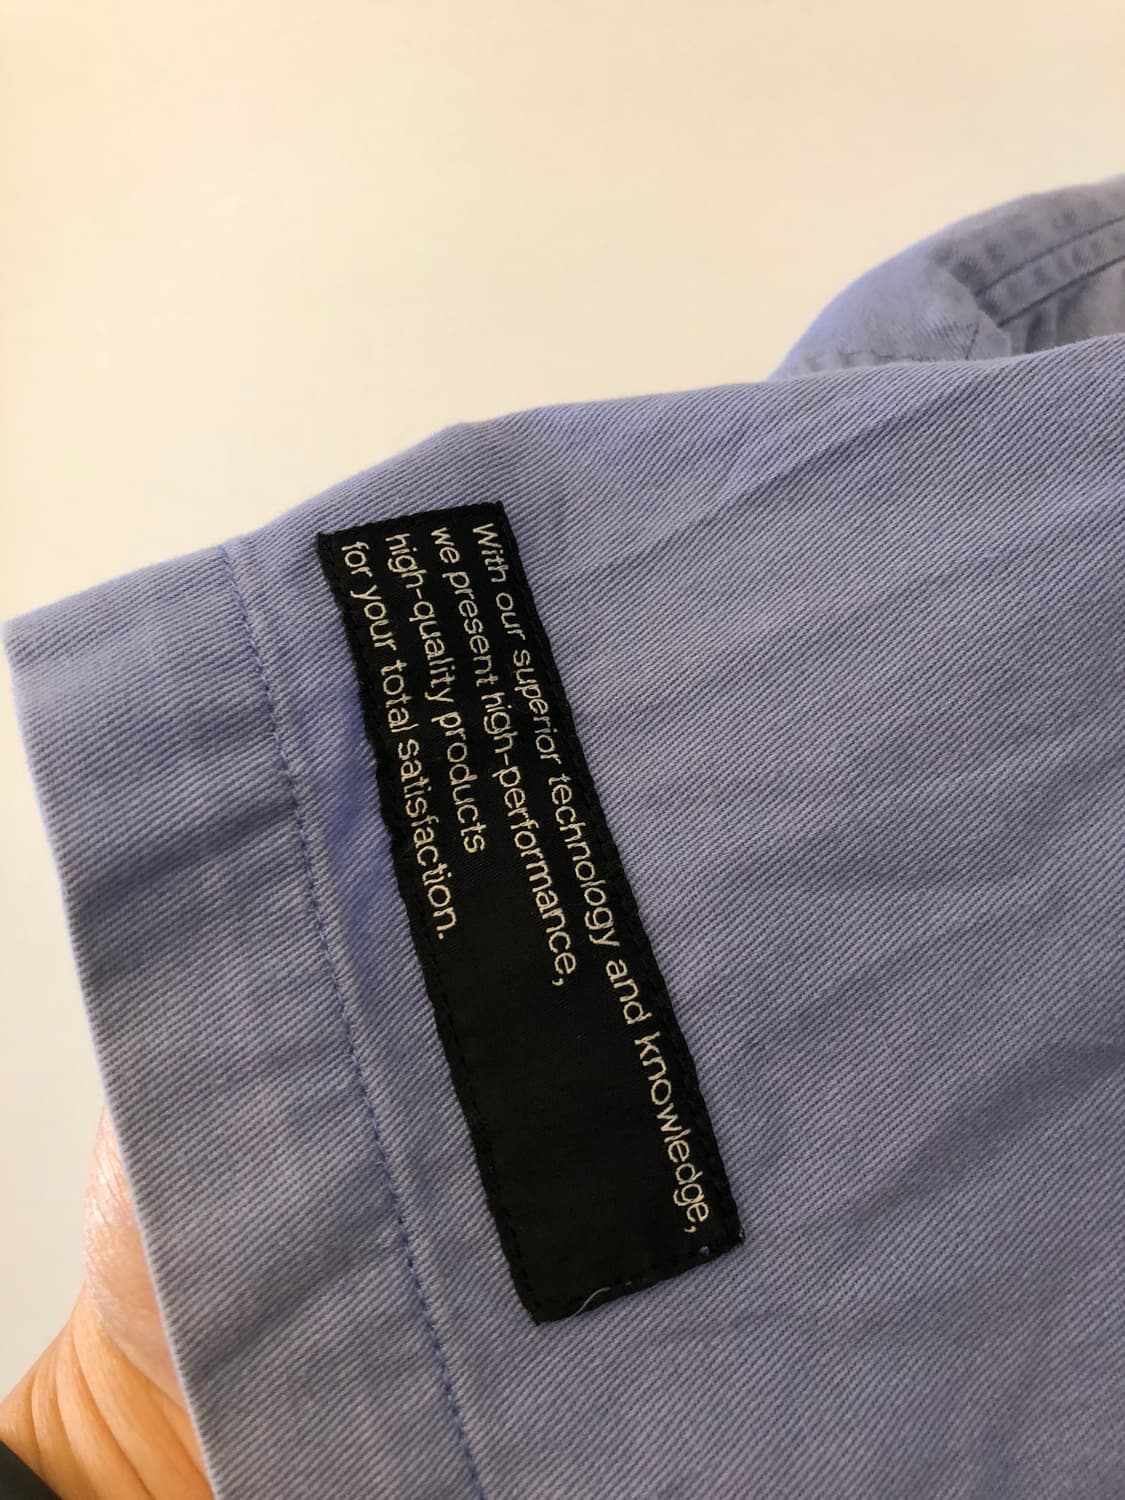 With our superior technology and knowledge,
we present high-performance,
high-quality products
for your total satisfaction.